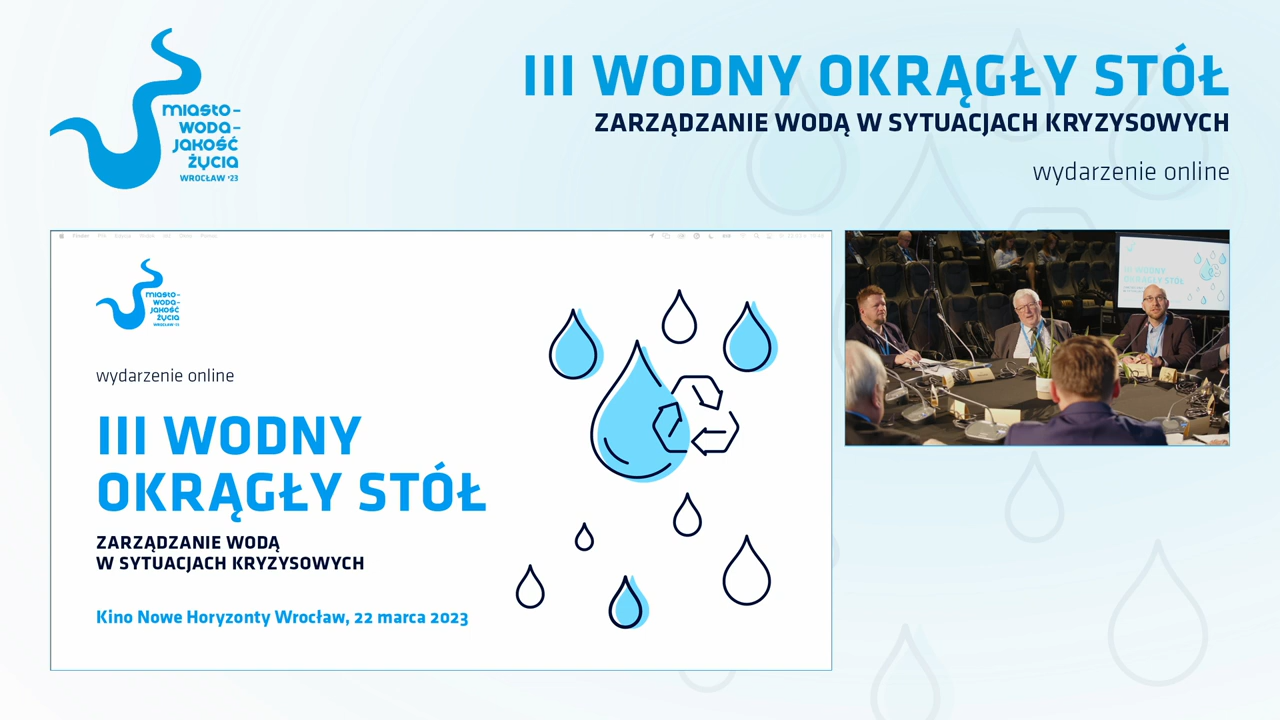 miasto-
woda-
jakość
życia
WROCŁAW '23
III WODNY OKRĄGŁY STÓŁ
ZARZĄDZANIE WODĄ W SYTUACJACH KRYZYSOWYCH
wydarzenie online
miasto-
woda-
jakość
życia
WROCŁAW '23
wydarzenie online
III WODNY
OKRĄGŁY STÓŁ
ZARZĄDZANIE WODĄ
W SYTUACJACH KRYZYSOWYCH
Kino Nowe Horyzonty Wrocław, 22 marca 2023
III WODNY
OKRĄGŁY STÓŁ